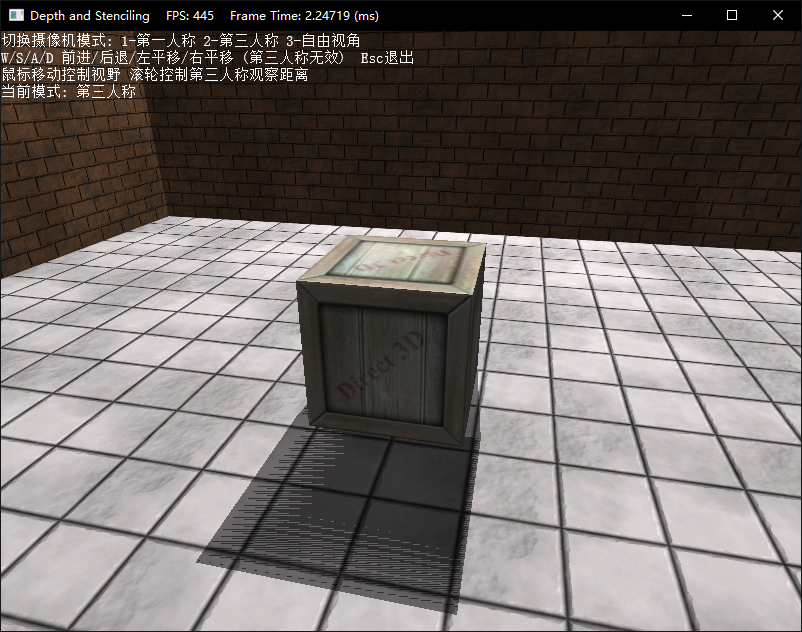 Depth and Stenciling    FPS: 445    Frame Time: 2.24719 (ms)
切换摄像机模式: 1-第一人称 2-第三人称 3-自由视角
W/S/A/D 前进/后退/左平移/右平移 (第三人称无效)  Esc退出
鼠标移动控制视野 滚轮控制第三人称观察距离
当前模式: 第三人称
Direct 3D